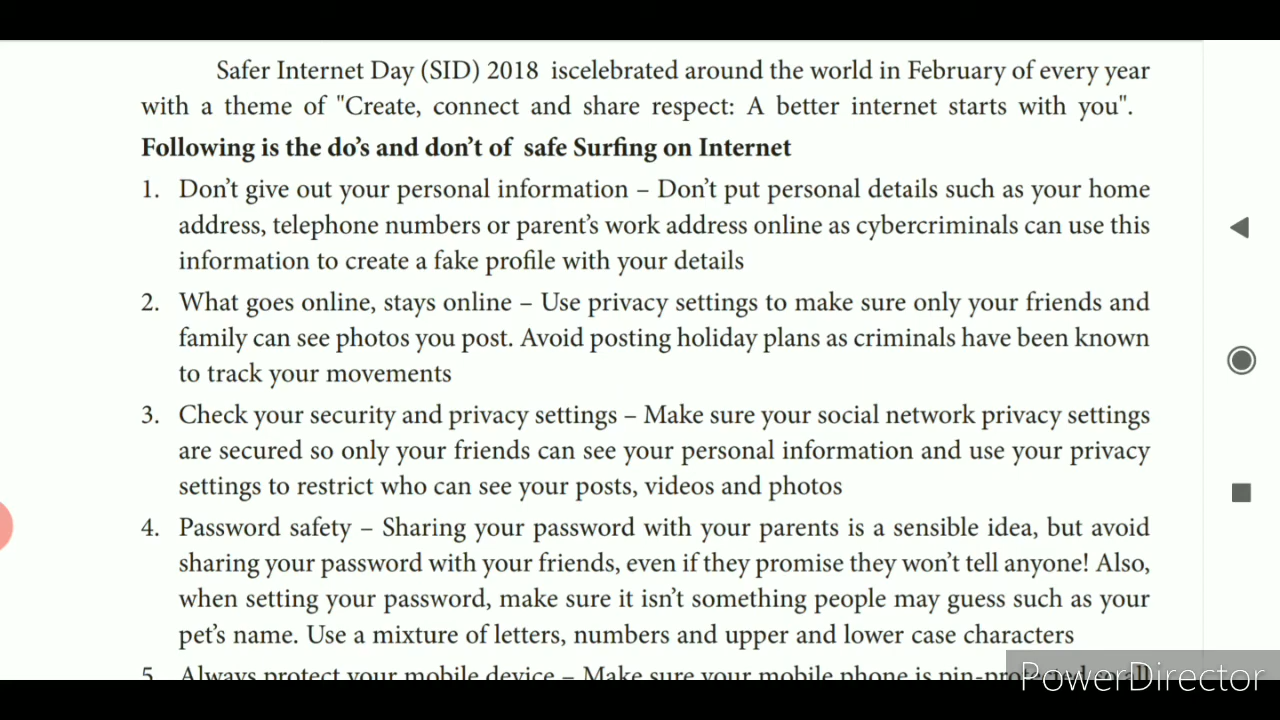 Safer Internet Day (SID) 2018 iscelebrated around the world in February of every year
with a theme of "Create, connect and share respect: A better internet starts with you".
Following is the do’s and don’t of safe Surfing on Internet
1. Don’t give out your personal information – Don’t put personal details such as your home
address, telephone numbers or parent’s work address online as cybercriminals can use this
information to create a fake profile with your details
2. What goes online, stays online – Use privacy settings to make sure only your friends and
family can see photos you post. Avoid posting holiday plans as criminals have been known
to track your movements
3. Check your security and privacy settings – Make sure your social network privacy settings
are secured so only your friends can see your personal information and use your privacy
settings to restrict who can see your posts, videos and photos
4. Password safety – Sharing your password with your parents is a sensible idea, but avoid
sharing your password with your friends, even if they promise they won’t tell anyone! Also,
when setting your password, make sure it isn’t something people may guess such as your
pet’s name. Use a mixture of letters, numbers and upper and lower case characters
5. Always protect your mobile device – Make sure your mobile phone is
PowerDirector